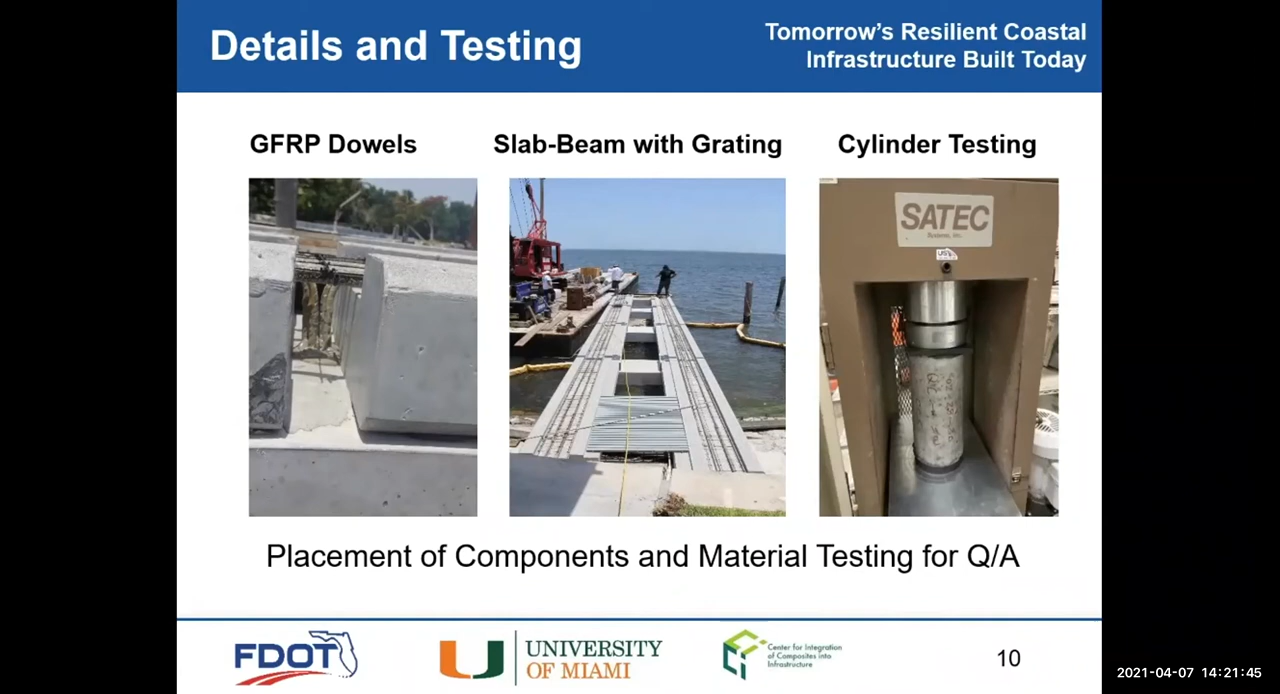 Details and Testing
Tomorrow's Resilient Coastal
Infrastructure Built Today
GFRP Dowels
Slab-Beam with Grating
Cylinder Testing
SATEC
Systems, Inc.
Placement of Components and Material Testing for Q/A
FDOT
UNIVERSITY
OF MIAMI
Center for Integration
of Composites into
Infrastructure
10
2021-04-07 14:21:45